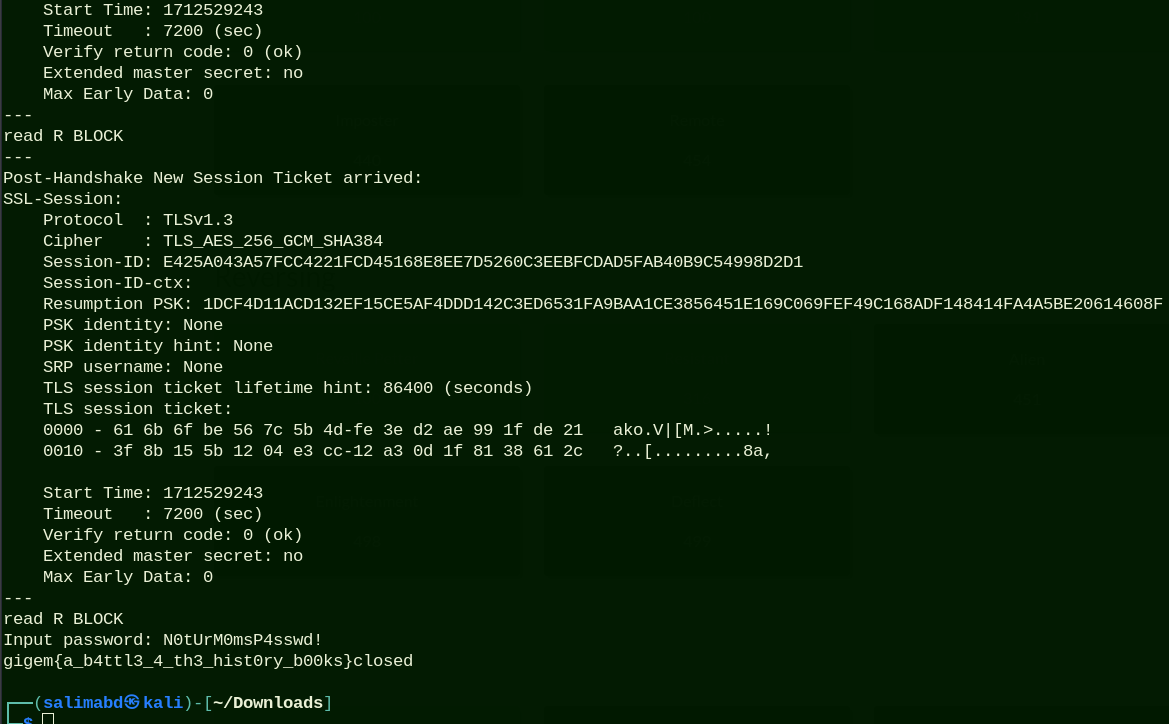 Start Time: 1712529243
    Timeout   : 7200 (sec)
    Verify return code: 0 (ok)
    Extended master secret: no
    Max Early Data: 0
---
read R BLOCK
---
Post-Handshake New Session Ticket arrived:
SSL-Session:
    Protocol  : TLSv1.3
    Cipher    : TLS_AES_256_GCM_SHA384
    Session-ID: E425A043A57FCC4221FCD45168E8EE7D5260C3EEBFCDAD5FAB40B9C54998D2D1
    Session-ID-ctx:
    Resumption PSK: 1DCF4D11ACD132EF15CE5AF4DDD142C3ED6531FA9BAA1CE3856451E169C069FEF49C168ADF148414FA4A5BE20614608F
    PSK identity: None
    PSK identity hint: None
    SRP username: None
    TLS session ticket lifetime hint: 86400 (seconds)
    TLS session ticket:
    0000 - 61 6b 6f be 56 7c 5b 4d-fe 3e d2 ae 99 1f de 21   ako.V|[M.>.....!
    0010 - 3f 8b 15 5b 12 04 e3 cc-12 a3 0d 1f 81 38 61 2c   ?..[.........8a,

    Start Time: 1712529243
    Timeout   : 7200 (sec)
    Verify return code: 0 (ok)
    Extended master secret: no
    Max Early Data: 0
---
read R BLOCK
Input password: N0tUrM0msP4sswd!
gigem{a_b4ttl3_4_th3_hist0ry_b00ks}closed

┌──(salimabd㉿kali)-[~/Downloads]
└─$